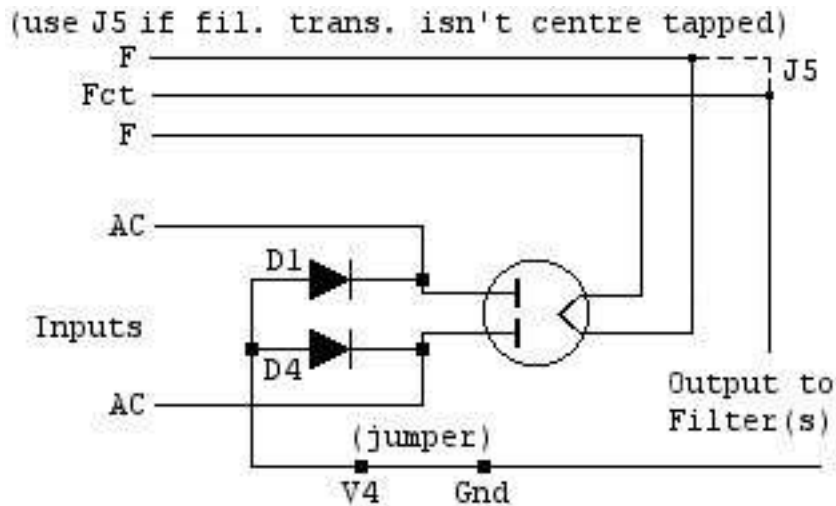 (use J5 if fil. trans. isn't centre tapped)
F
J5
Fct
F
AC
D1
Inputs
D4
AC
Output to
Filter(s)
(jumper)
V4
Gnd